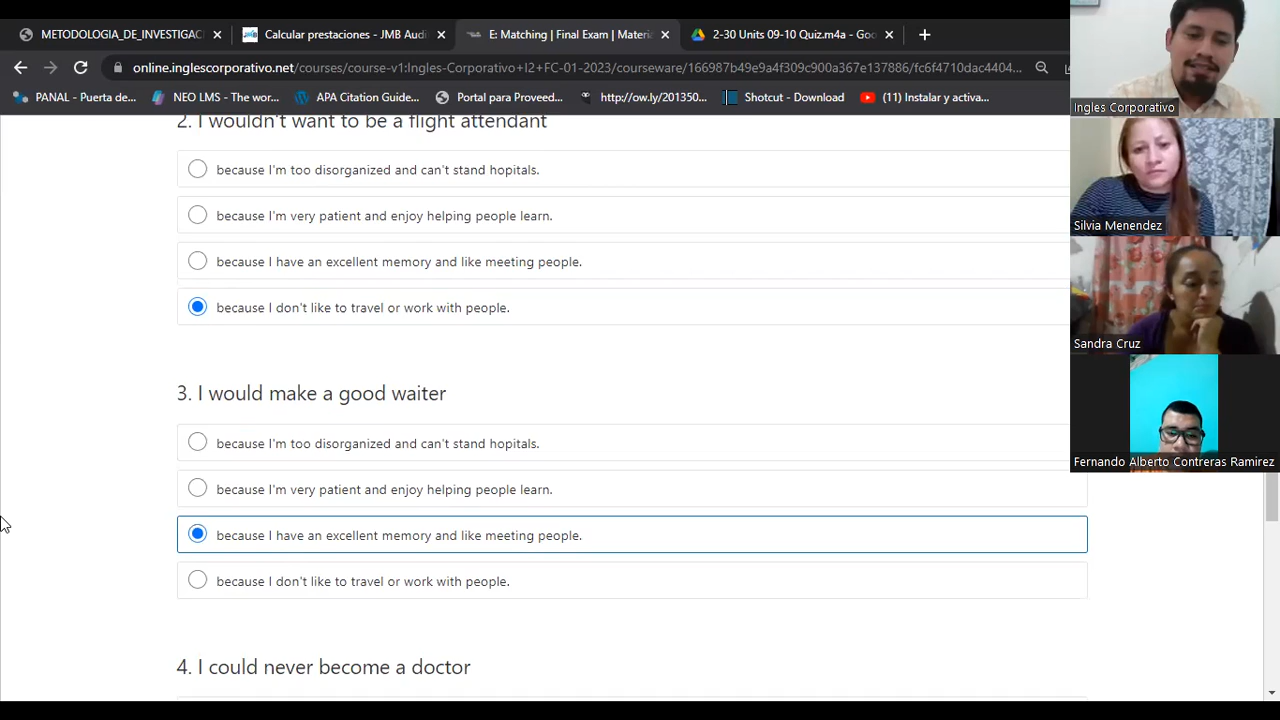 METODOLOGIA_DE_INVESTIGAC
Calcular prestaciones - JMB Audi
E: Matching | Final Exam | Materia
2-30 Units 09-10 Quiz.m4a - Goo
online.inglescorporativo.net/courses/course-v1:Ingles-Corporativo+I2+FC-01-2023/courseware/166987b49e9a4f309c900a367e137886/fc6f4710dac4404...
PANAL - Puerta de...
NEO LMS - The wor...
APA Citation Guide...
Portal para Proveed...
http://ow.ly/201350...
Shotcut - Download
(11) Instalar y activa...
2. I wouldn't want to be a flight attendant
because I'm too disorganized and can't stand hopitals.
because I'm very patient and enjoy helping people learn.
because I have an excellent memory and like meeting people.
because I don't like to travel or work with people.
3. I would make a good waiter
because I'm too disorganized and can't stand hopitals.
because I'm very patient and enjoy helping people learn.
because I have an excellent memory and like meeting people.
because I don't like to travel or work with people.
4. I could never become a doctor
Ingles Corporativo
Silvia Menendez
Sandra Cruz
Fernando Alberto Contreras Ramirez